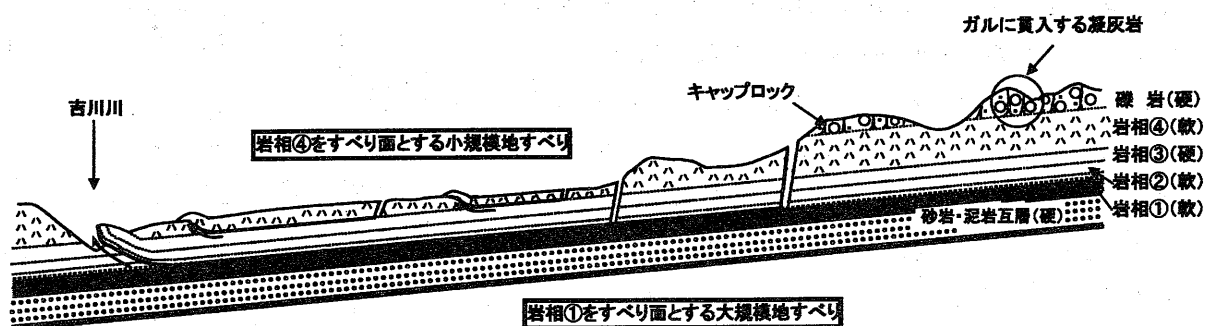 ガルに貫入する凝灰岩
キャップロック
礫 岩(硬)
吉川川
岩相④(軟)
岩相④をすべり面とする小規模地すべり
岩相③(硬)
岩相②(軟)
岩相①(軟)
砂岩・泥岩互層(硬)
岩相①をすべり面とする大規模地すべり